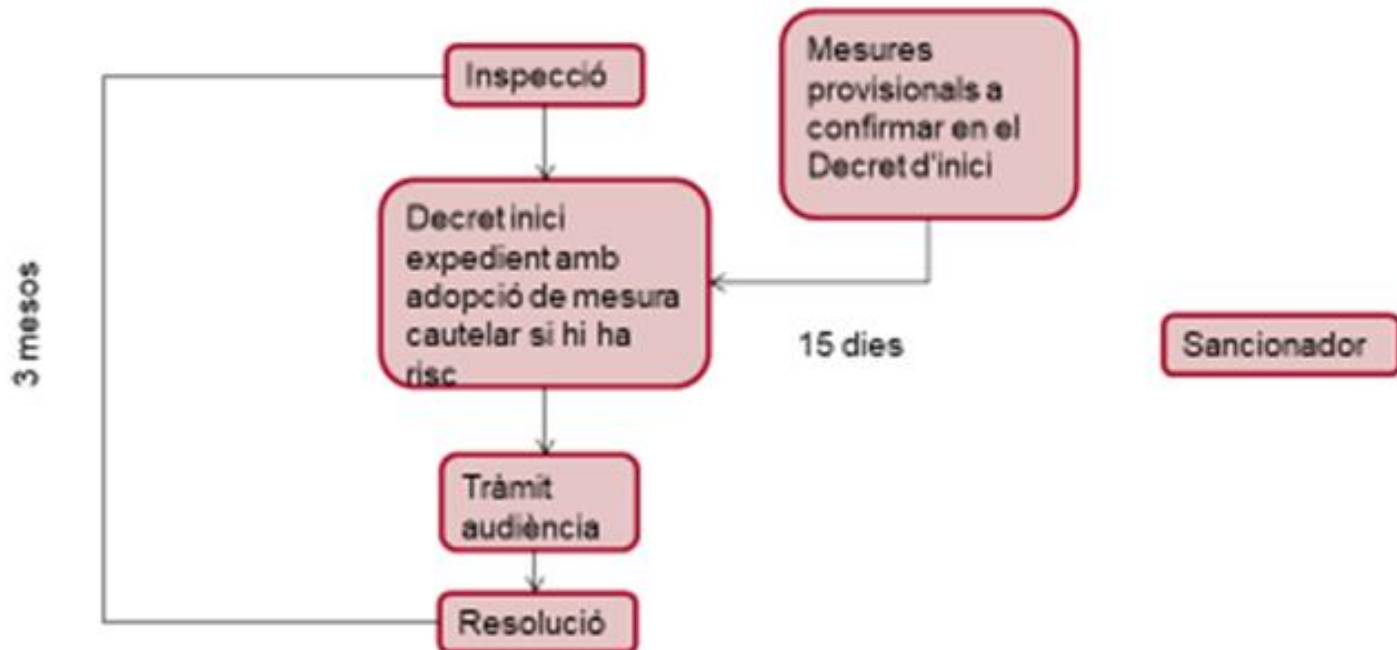 Inspecció
Mesures
provisionals a
confirmar en el
Decret d'inici
Decret inici
expedient amb
adopció de mesura
cautelar si hi ha
risc
3 mesos
15 dies
Sancionador
Tràmit
audiència
Resolució